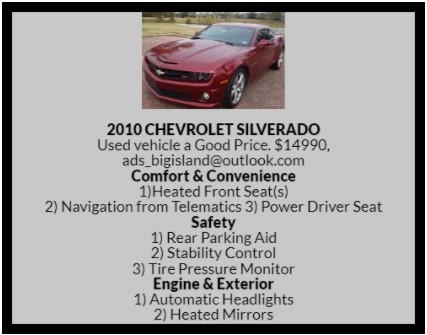 2010 CHEVROLET SILVERADO
Used vehicle a Good Price. $14990,
ads_bigisland@outlook.com
Comfort & Convenience
1)Heated Front Seat(s)
2) Navigation from Telematics 3) Power Driver Seat
Safety
1) Rear Parking Aid
2) Stability Control
3) Tire Pressure Monitor
Engine & Exterior
1) Automatic Headlights
2) Heated Mirrors